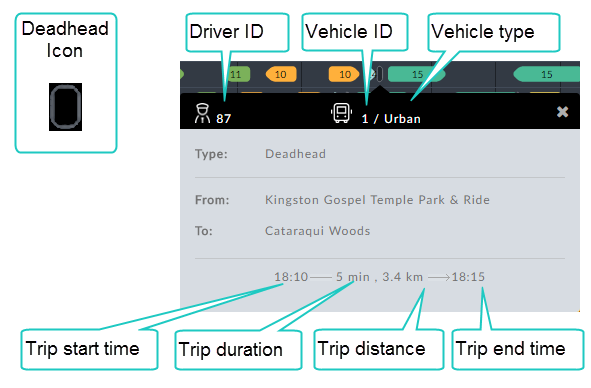 Deadhead
Icon
Driver ID
Vehicle ID
Vehicle type
11
10
10
15
15
87
1 / Urban
Type: Deadhead
From: Kingston Gospel Temple Park & Ride
To: Cataraqui Woods
18:10 5 min , 3.4 km 18:15
Trip start time
Trip duration
Trip distance
Trip end time